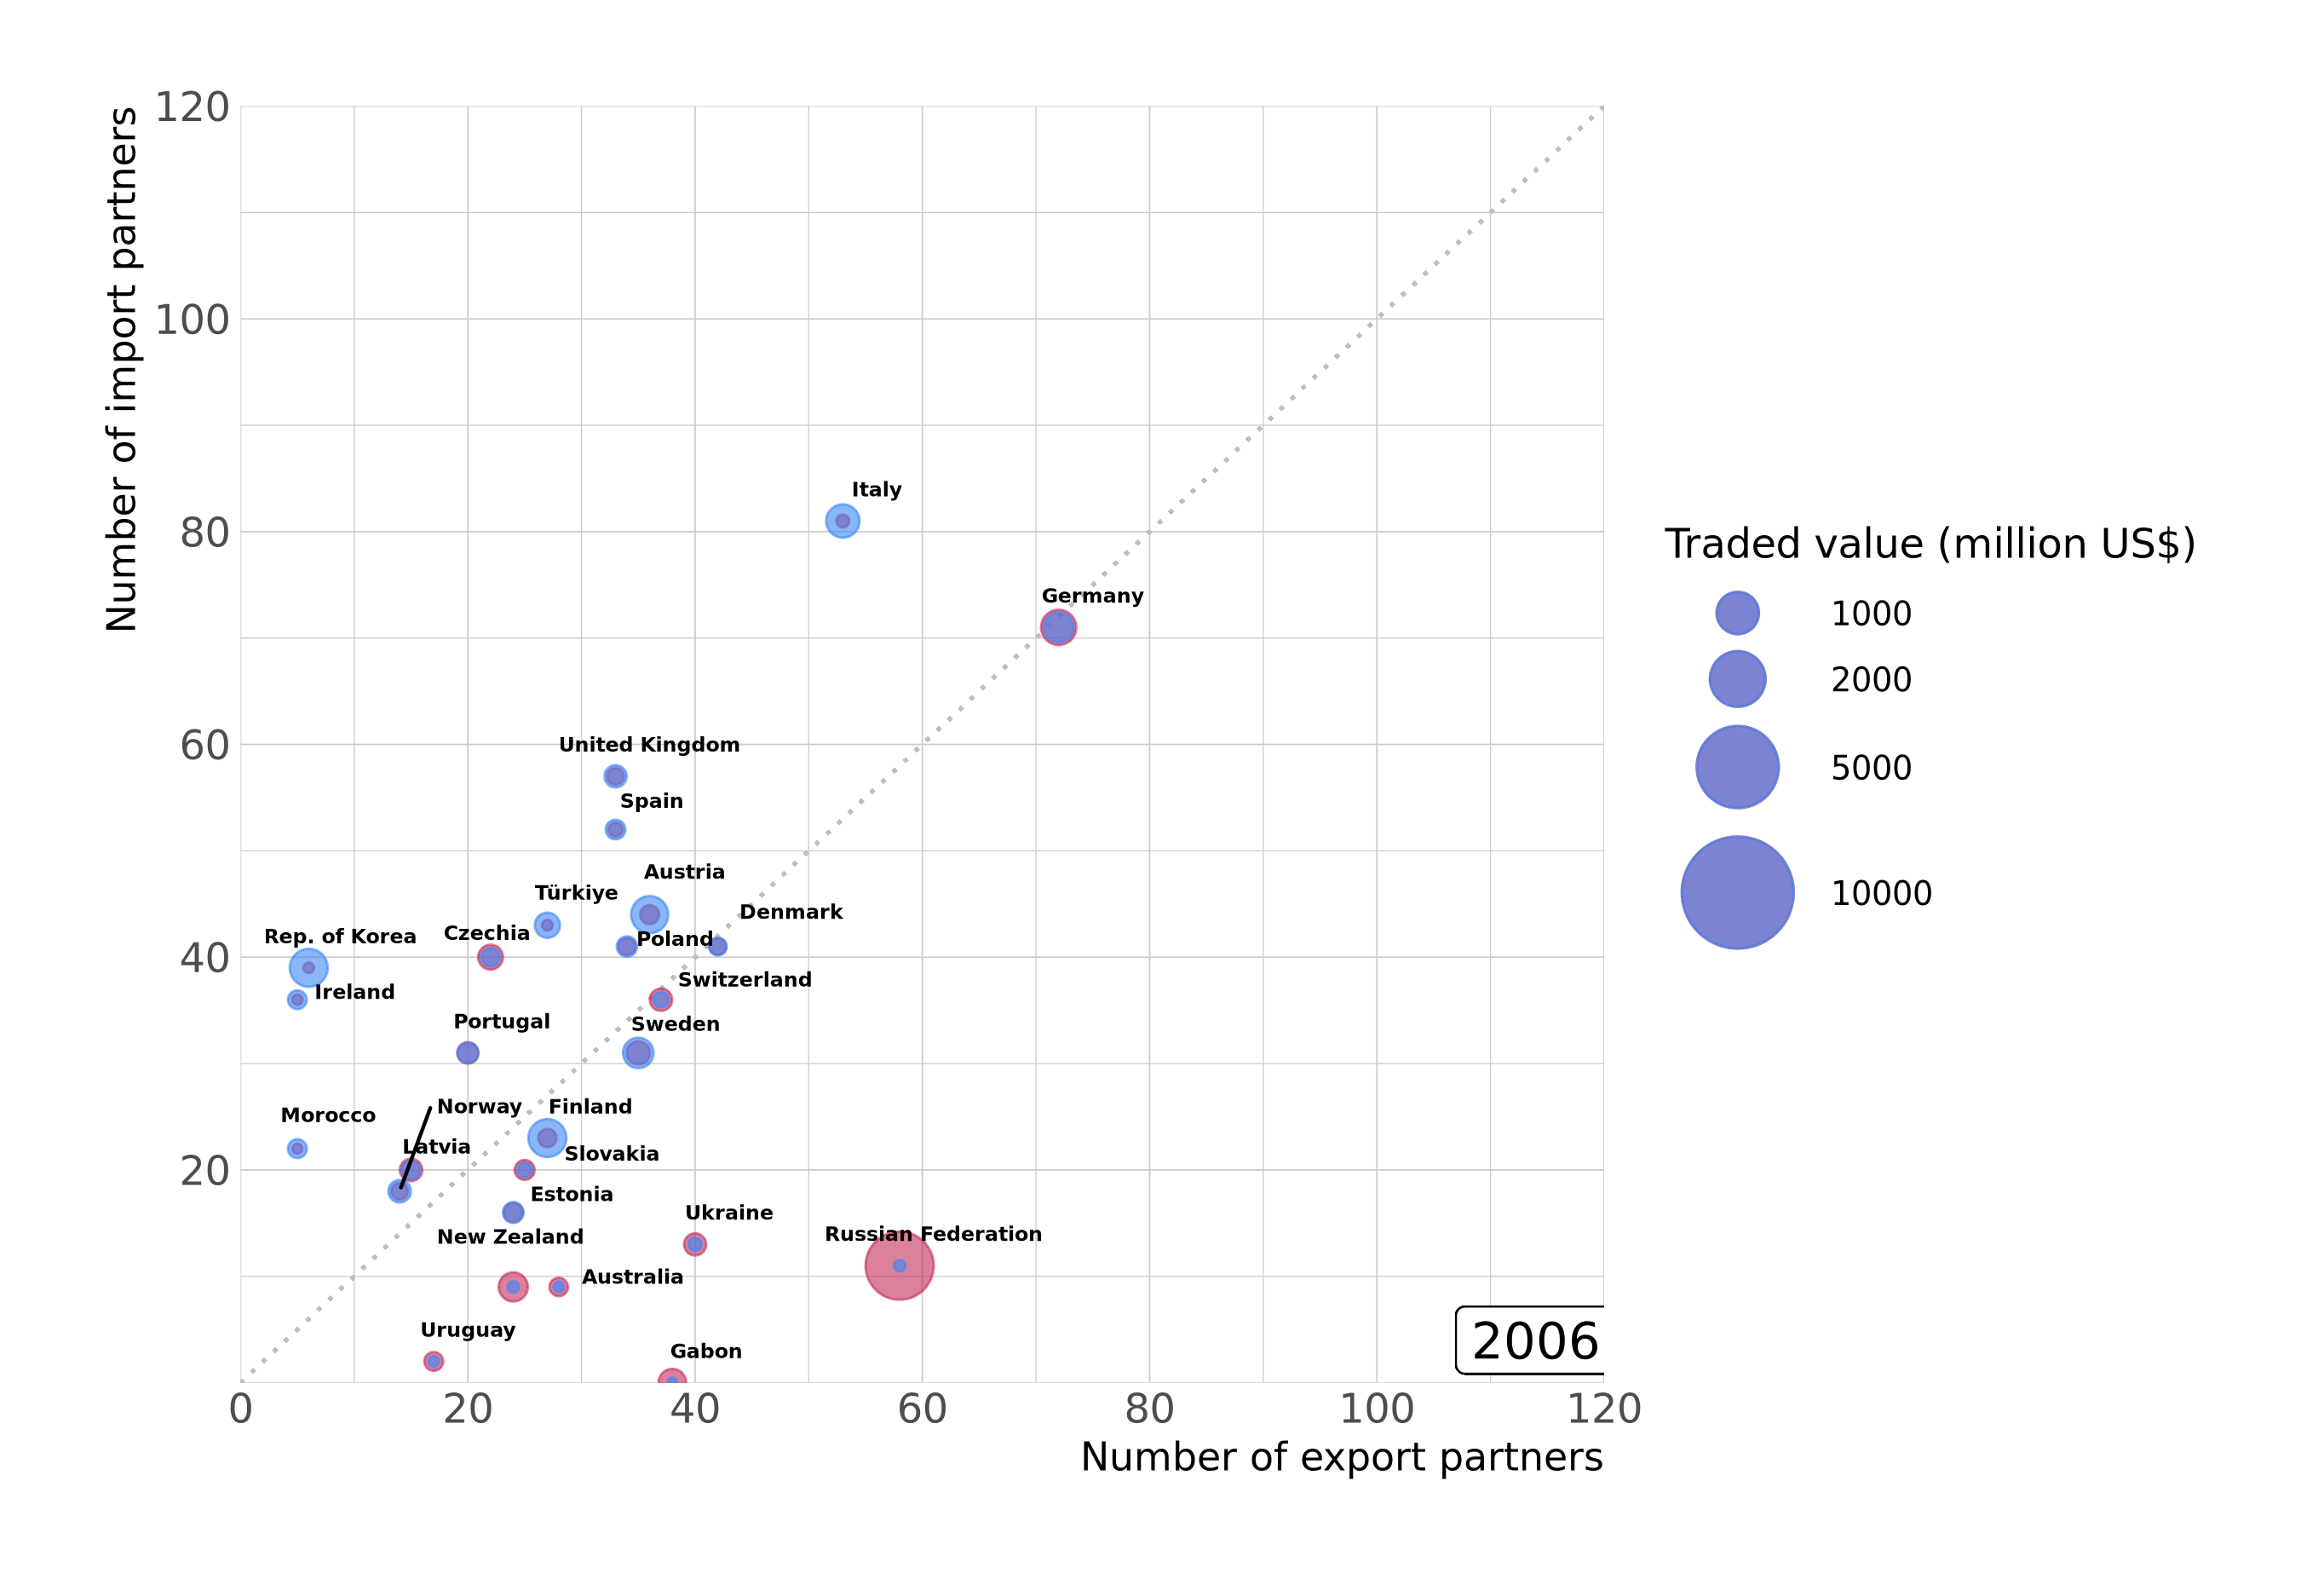 120
100
80
60
40
20
Number of import partners
Italy
Germany
United Kingdom
Spain
Austria
Türkiye
Denmark
Czechia
Rep. of Korea
Poland
Switzerland
Ireland
Portugal
Sweden
Norway
Finland
Morocco
Latvia
Slovakia
Estonia
Ukraine
New Zealand
Russian Federation
Australia
Uruguay
Gabon
2006
0 20 40 60 80 100 120
Number of export partners
Traded value (million US$)
1000
2000
5000
10000